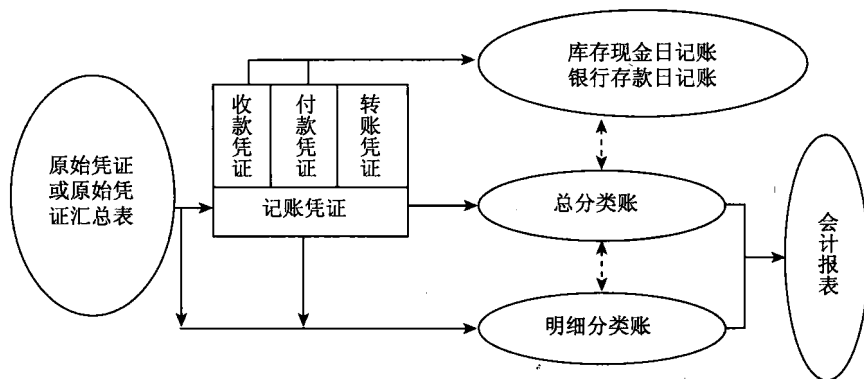 库存现金日记账
银行存款日记账
收款凭证
付款凭证
转账凭证
原始凭证
或原始凭
证汇总表
记账凭证
总分类账
会计报表
明细分类账